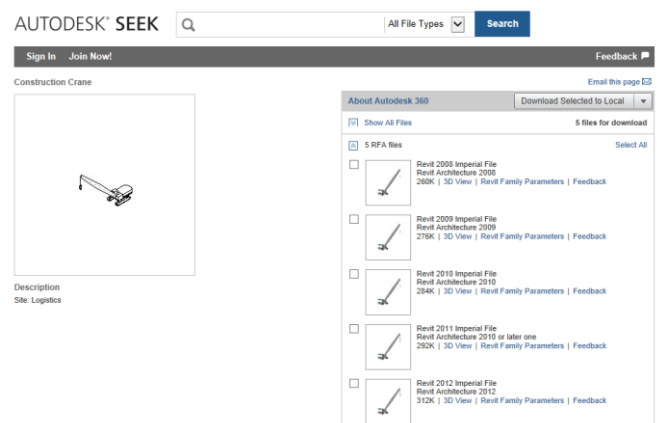 AUTODESK® SEEK
All File Types
Search
Sign In Join Now!
Feedback
Construction Crane
Email this page
About Autodesk 360
Download Selected to Local
Show All Files
5 files for download
5 RFA files
Select All
Revit 2008 Imperial File
Revit Architecture 2008
260K | 3D View | Revit Family Parameters | Feedback
Revit 2009 Imperial File
Revit Architecture 2009
276K | 3D View | Revit Family Parameters | Feedback
Revit 2010 Imperial File
Revit Architecture 2010
284K | 3D View | Revit Family Parameters | Feedback
Description
Site: Logistics
Revit 2011 Imperial File
Revit Architecture 2010 or later one
292K | 3D View | Revit Family Parameters | Feedback
Revit 2012 Imperial File
Revit Architecture 2012
312K | 3D View | Revit Family Parameters | Feedback